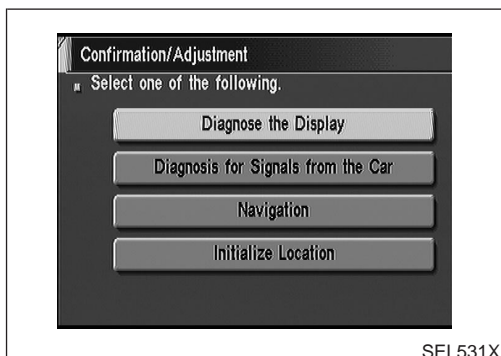 Confirmation/Adjustment
Select one of the following.
Diagnose the Display
Diagnosis for Signals from the Car
Navigation
Initialize Location
SEL531X